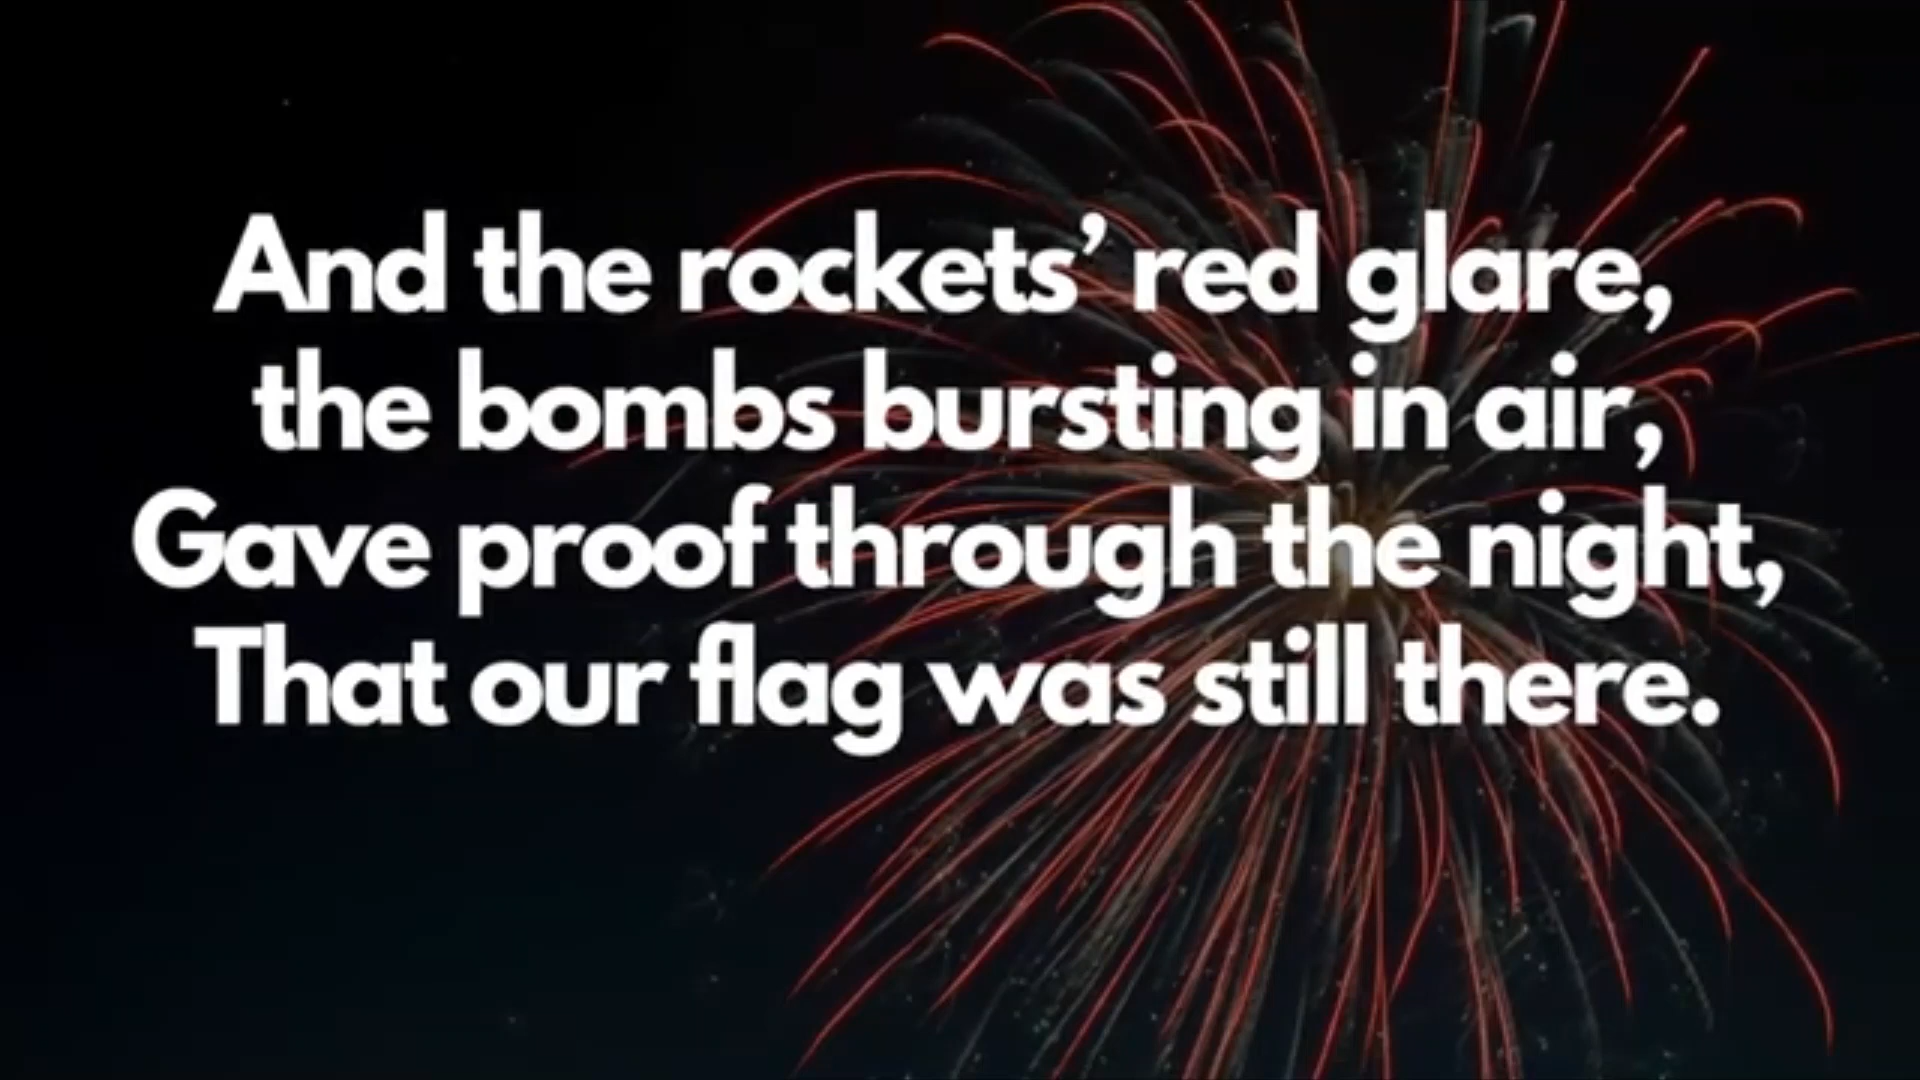 And the rockets’ red glare,
the bombs bursting in air,
Gave proof through the night,
That our flag was still there.